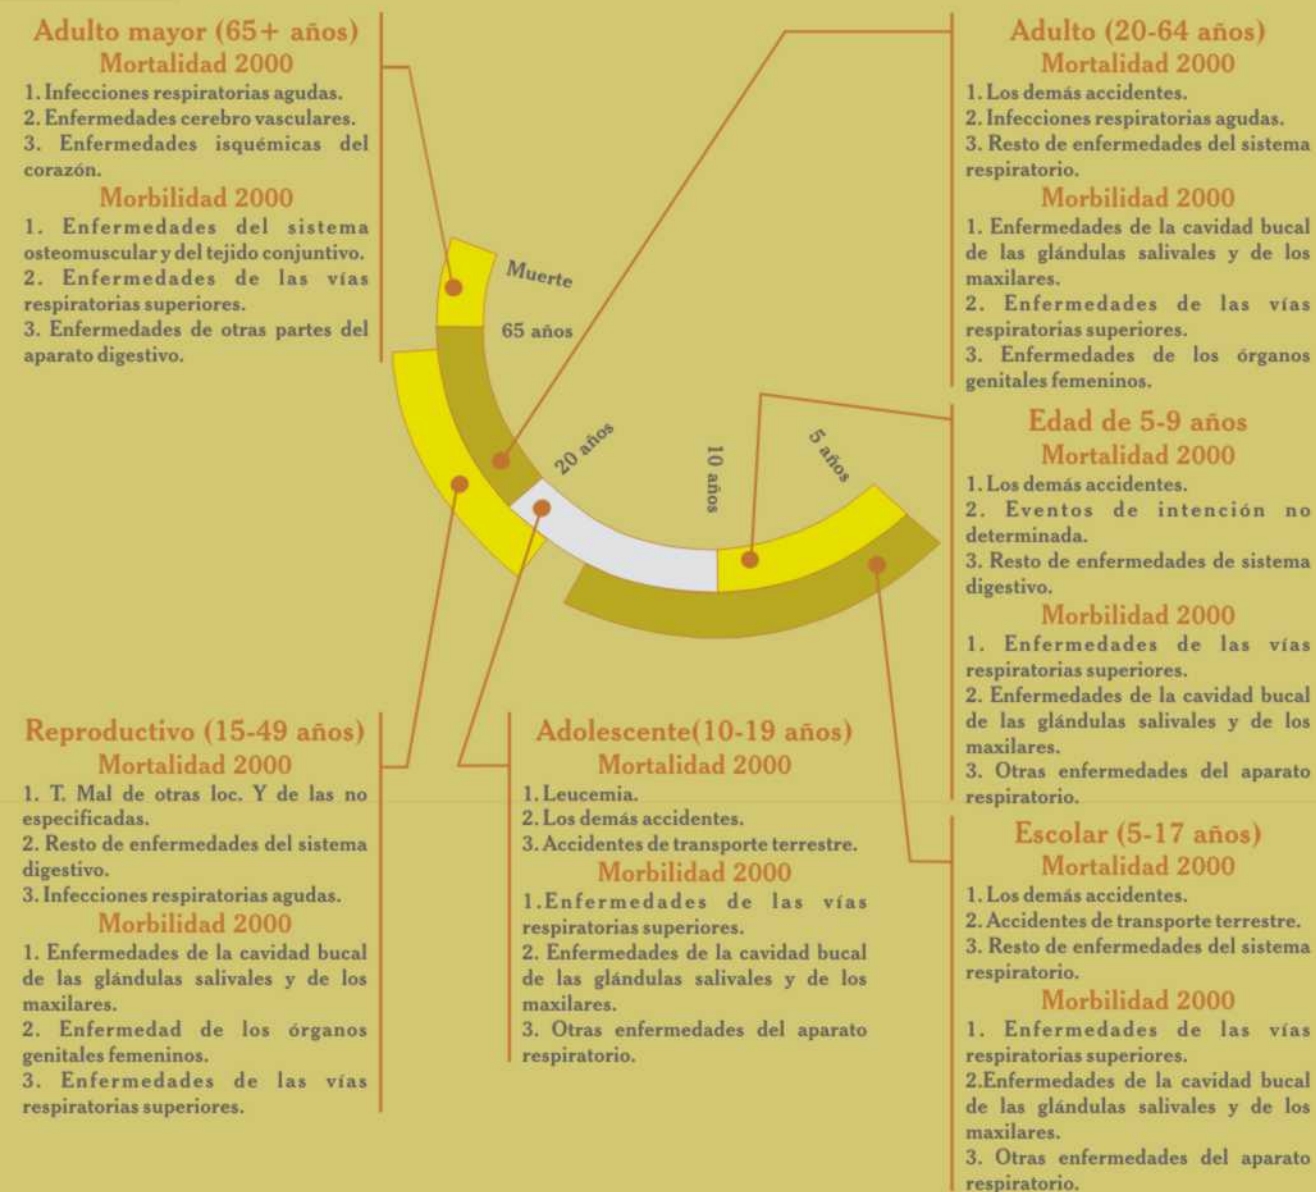 Adulto mayor (65+ años)
Mortalidad 2000
1. Infecciones respiratorias agudas.
2. Enfermedades cerebro vasculares.
3. Enfermedades isquémicas del
corazón.
Morbilidad 2000
1. Enfermedades del sistema
osteomuscular y del tejido conjuntivo.
2. Enfermedades de las vías
respiratorias superiores.
3. Enfermedades de otras partes del
aparato digestivo.
Adulto (20-64 años)
Mortalidad 2000
1. Los demás accidentes.
2. Infecciones respiratorias agudas.
3. Resto de enfermedades del sistema
respiratorio.
Morbilidad 2000
1. Enfermedades de la cavidad bucal
de las glándulas salivales y de los
maxilares.
2. Enfermedades de las vías
respiratorias superiores.
3. Enfermedades de los órganos
genitales femeninos.
Muerte
65 años
20 años
10 años
5 años
Edad de 5-9 años
Mortalidad 2000
1. Los demás accidentes.
2. Eventos de intención no
determinada.
3. Resto de enfermedades de sistema
digestivo.
Morbilidad 2000
1. Enfermedades de las vías
respiratorias superiores.
2. Enfermedades de la cavidad bucal
de las glándulas salivales y de los
maxilares.
3. Otras enfermedades del aparato
respiratorio.
Reproductivo (15-49 años)
Mortalidad 2000
1. T. Mal de otras loc. Y de las no
especificadas.
2. Resto de enfermedades del sistema
digestivo.
3. Infecciones respiratorias agudas.
Morbilidad 2000
1. Enfermedades de la cavidad bucal
de las glándulas salivales y de los
maxilares.
2. Enfermedad de los órganos
genitales femeninos.
3. Enfermedades de las vías
respiratorias superiores.
Adolescente(10-19 años)
Mortalidad 2000
1. Leucemia.
2. Los demás accidentes.
3. Accidentes de transporte terrestre.
Morbilidad 2000
1.Enfermedades de las vías
respiratorias superiores.
2. Enfermedades de la cavidad bucal
de las glándulas salivales y de los
maxilares.
3. Otras enfermedades del aparato
respiratorio.
Escolar (5-17 años)
Mortalidad 2000
1. Los demás accidentes.
2. Accidentes de transporte terrestre.
3. Resto de enfermedades del sistema
respiratorio.
Morbilidad 2000
1. Enfermedades de las vías
respiratorias superiores.
2.Enfermedades de la cavidad bucal
de las glándulas salivales y de los
maxilares.
3. Otras enfermedades del aparato
respiratorio.